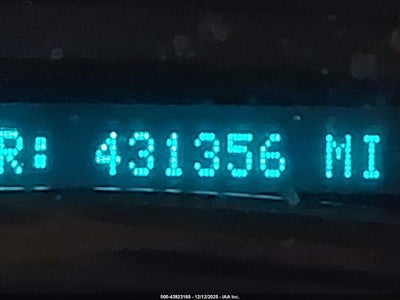 R: 431356 MI
000-43923165 - 12/12/2025 - IAA Inc.